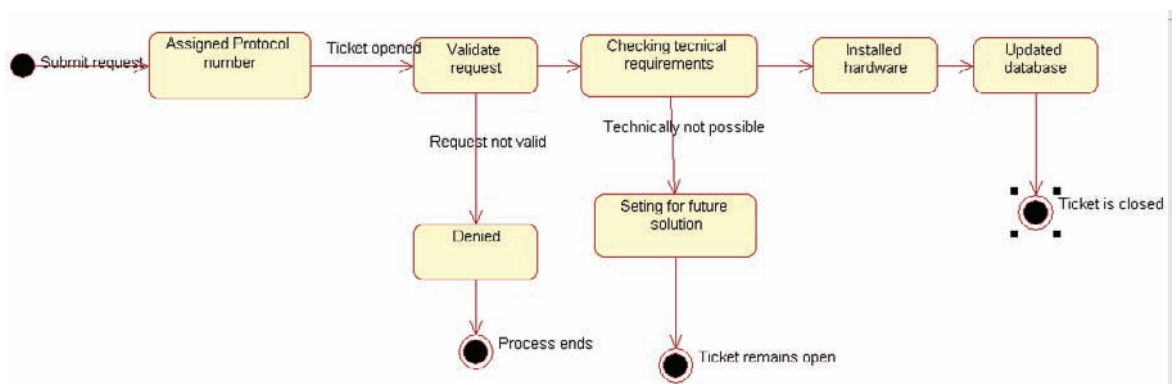 Submit request
Assigned Protocol
number
Ticket opened
Validate
request
Checking tecnical
requirements
Installed
hardware
Updated
database
Request not valid
Technically not possible
Denied
Seting for future
solution
Ticket is closed
Process ends
Ticket remains open